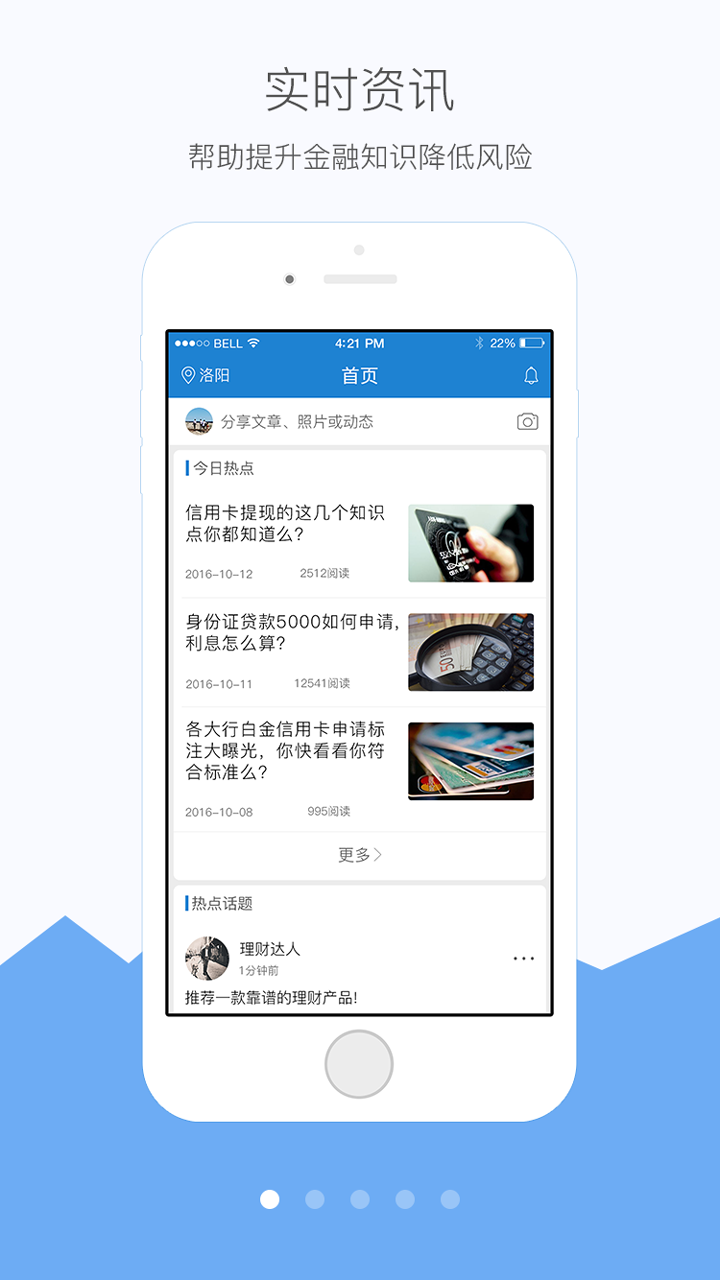 实时资讯
帮助提升金融知识降低风险
BELL 4:21 PM 22%
洛阳 首页
分享文章、照片或动态
今日热点
信用卡提现的这几个知识
点你都知道么?
2016-10-12 2512阅读
身份证贷款5000如何申请,
利息怎么算?
2016-10-11 12541阅读
各大行白金信用卡申请标
注大曝光，你快看看你符
合标准么?
2016-10-08 995阅读
更多
热点话题
理财达人
1分钟前
推荐一款靠谱的理财产品!